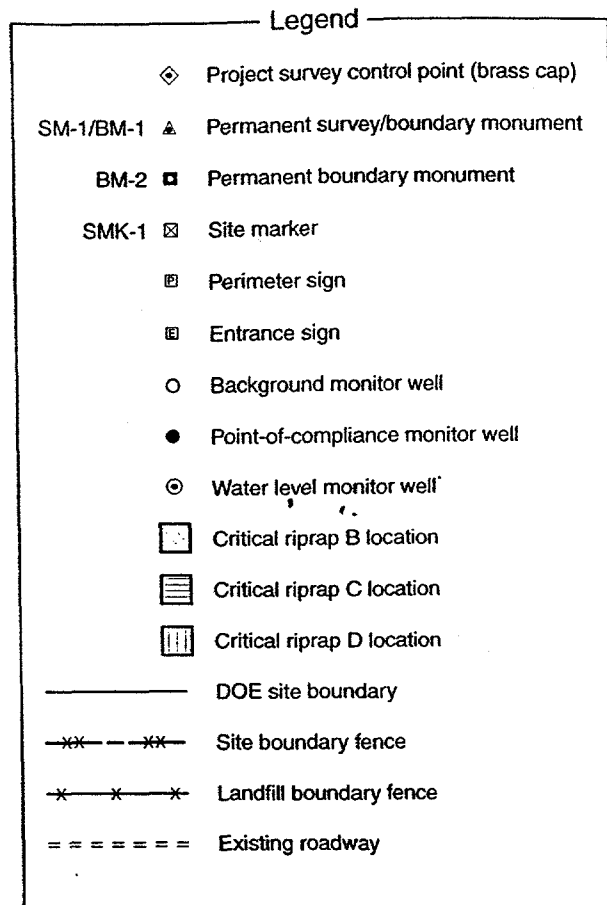 Legend
Project survey control point (brass cap)
SM-1/BM-1 Permanent survey/boundary monument
BM-2 Permanent boundary monument
SMK-1 Site marker
P Perimeter sign
E Entrance sign
Background monitor well
Point-of-compliance monitor well
Water level monitor well
Critical riprap B location
Critical riprap C location
Critical riprap D location
DOE site boundary
Site boundary fence
Landfill boundary fence
Existing roadway